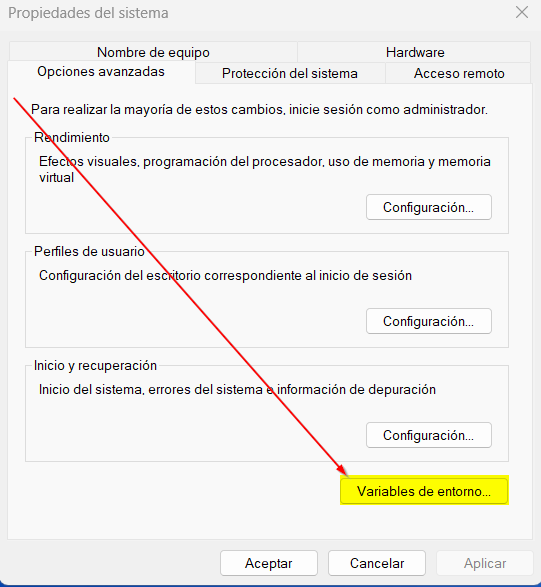 Propiedades del sistema
Nombre de equipo
Hardware
Opciones avanzadas
Protección del sistema
Acceso remoto
Para realizar la mayoría de estos cambios, inicie sesión como administrador.
Rendimiento
Efectos visuales, programación del procesador, uso de memoria y memoria
virtual
Configuración...
Perfiles de usuario
Configuración del escritorio correspondiente al inicio de sesión
Configuración...
Inicio y recuperación
Inicio del sistema, errores del sistema e información de depuración
Configuración...
Variables de entorno...
Aceptar
Cancelar
Aplicar